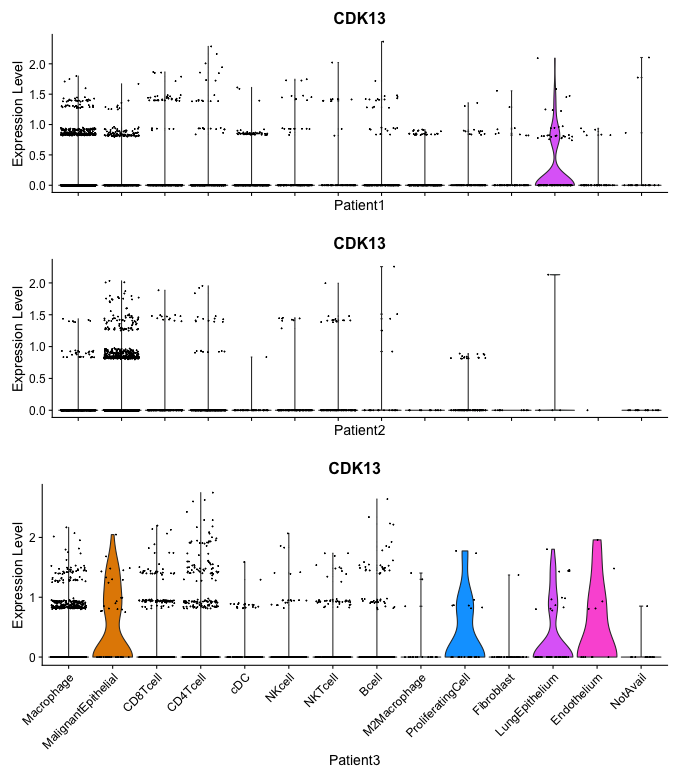 CDK13
Expression Level
2.0
1.5
1.0
0.5
0.0
Patient1
CDK13
Expression Level
2.0
1.5
1.0
0.5
0.0
Patient2
CDK13
Expression Level
2
1
0
Macrophage
MalignantEpithelial
CD8Tcell
CD4Tcell
cDC
NKcell
NKTcell
Bcell
M2Macrophage
ProliferatingCell
Fibroblast
LungEpithelium
Endothelium
NotAvail
Patient3